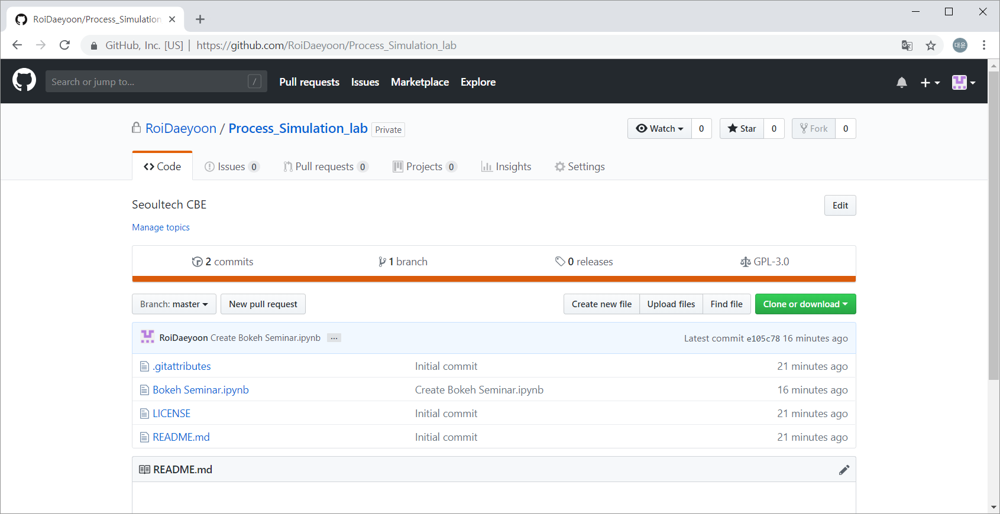 RoiDaeyoon/Process_Simulation
GitHub, Inc. [US] | https://github.com/RoiDaeyoon/Process_Simulation_lab
대윤
Search or jump to... /
Pull requests Issues Marketplace Explore
RoiDaeyoon / Process_Simulation_lab Private
Watch 0 Star 0 Fork 0
Code Issues 0 Pull requests 0 Projects 0 Insights Settings
Seoultech CBE
Edit
Manage topics
2 commits 1 branch 0 releases GPL-3.0
Branch: master New pull request Create new file Upload files Find file Clone or download
RoiDaeyoon Create Bokeh Seminar.ipynb ... Latest commit e105c78 16 minutes ago
.gitattributes Initial commit 21 minutes ago
Bokeh Seminar.ipynb Create Bokeh Seminar.ipynb 16 minutes ago
LICENSE Initial commit 21 minutes ago
README.md Initial commit 21 minutes ago
README.md